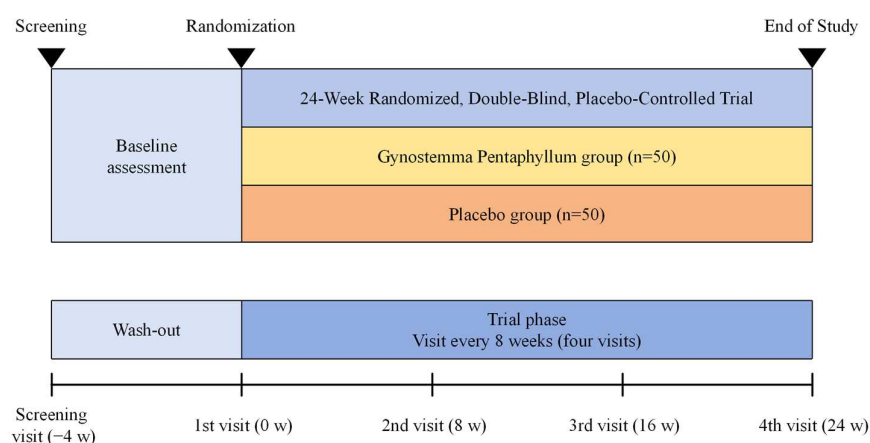 Screening
Randomization
End of Study
24-Week Randomized, Double-Blind, Placebo-Controlled Trial
Baseline
assessment
Gynostemma Pentaphyllum group (n=50)
Placebo group (n=50)
Wash-out
Trial phase
Visit every 8 weeks (four visits)
Screening
visit (−4 w)
1st visit (0 w)
2nd visit (8 w)
3rd visit (16 w)
4th visit (24 w)